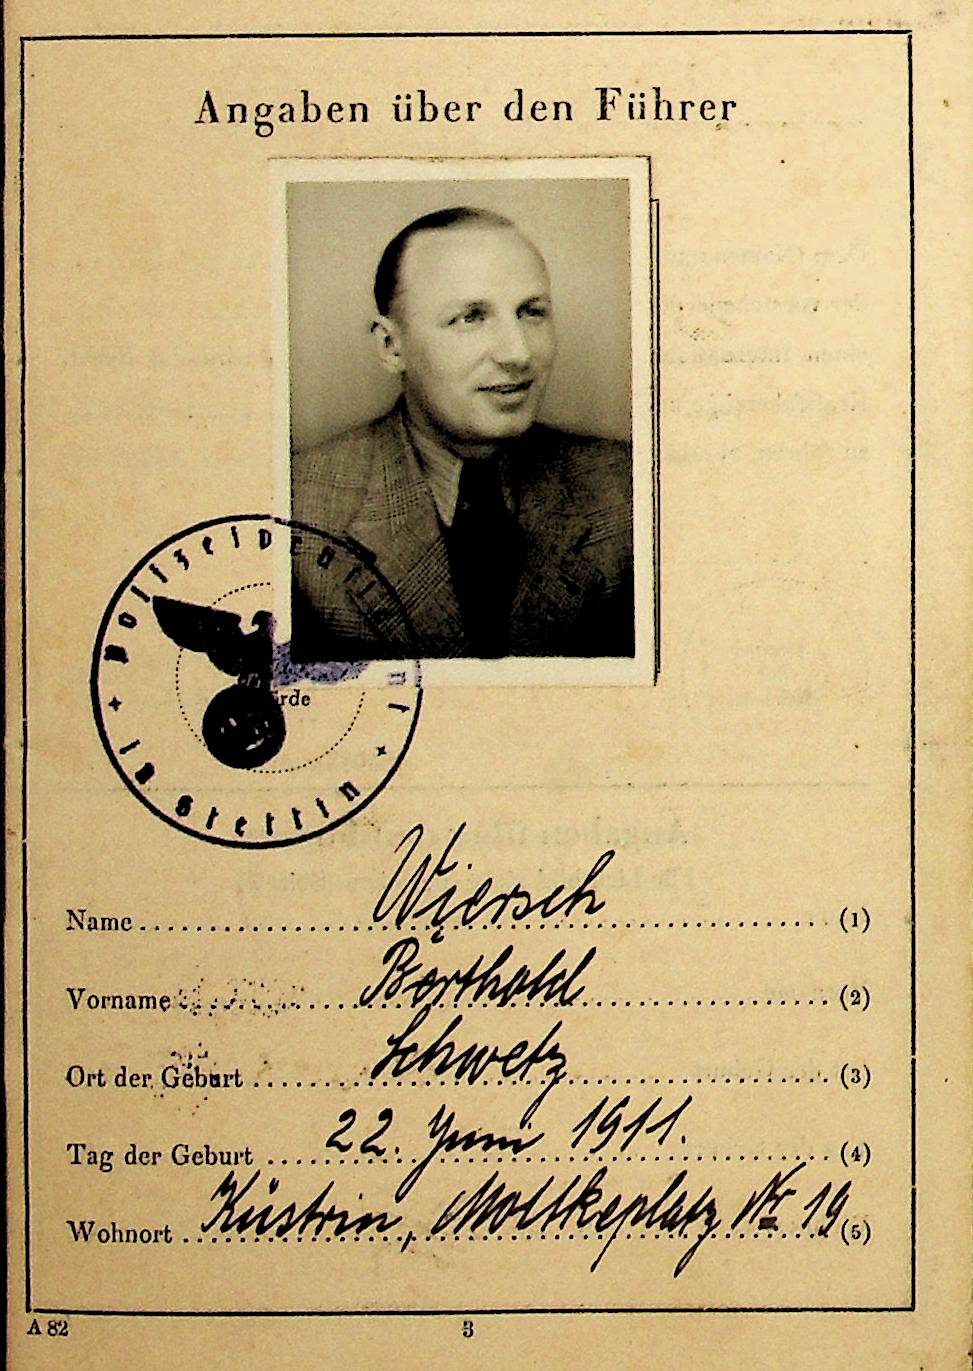 Angaben über den Führer
Polizeipräsidium
in Stettin
Name Wiersch (1)
Vorname Berthold (2)
Ort der Geburt Schwetz (3)
Tag der Geburt 22. Juni 1911. (4)
Wohnort Küstrin, Moltkeplatz Nr 19 (5)
A 82
3